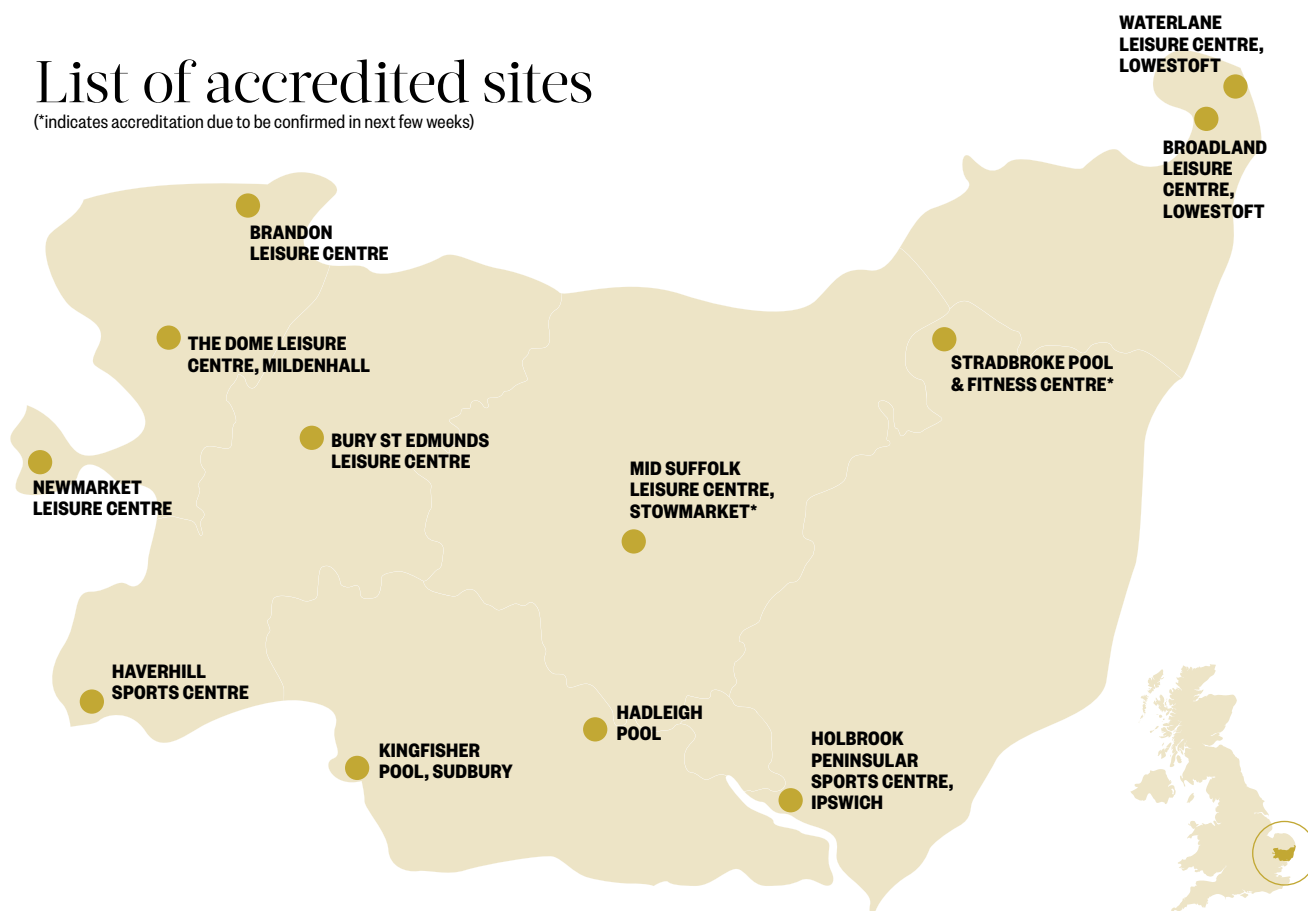 List of accredited sites
(*indicates accreditation due to be confirmed in next few weeks)
WATERLANE
LEISURE CENTRE,
LOWESTOFT
BROADLAND
LEISURE
CENTRE,
LOWESTOFT
BRANDON
LEISURE CENTRE
THE DOME LEISURE
CENTRE, MILDENHALL
STRADBROKE POOL
& FITNESS CENTRE*
BURY ST EDMUNDS
LEISURE CENTRE
MID SUFFOLK
LEISURE CENTRE,
STOWMARKET*
NEWMARKET
LEISURE CENTRE
HAVERHILL
SPORTS CENTRE
HADLEIGH
POOL
KINGFISHER
POOL, SUDBURY
HOLBROOK
PENINSULAR
SPORTS CENTRE,
IPSWICH